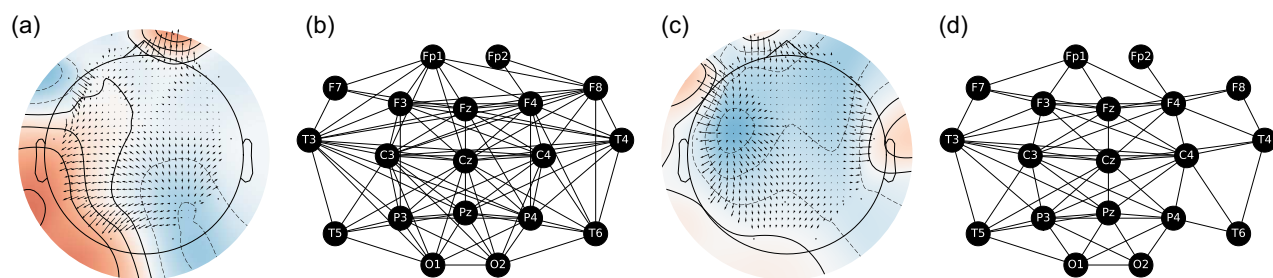 (a) (b) (c) (d)
Fp1 Fp2 Fp1 Fp2
F7 F8 F7 F8
F3 Fz F4 F3 Fz F4
T3 T4 T3 T4
C3 Cz C4 C3 Cz C4
P3 Pz P4 P3 Pz P4
T5 T6 T5 T6
O1 O2 O1 O2